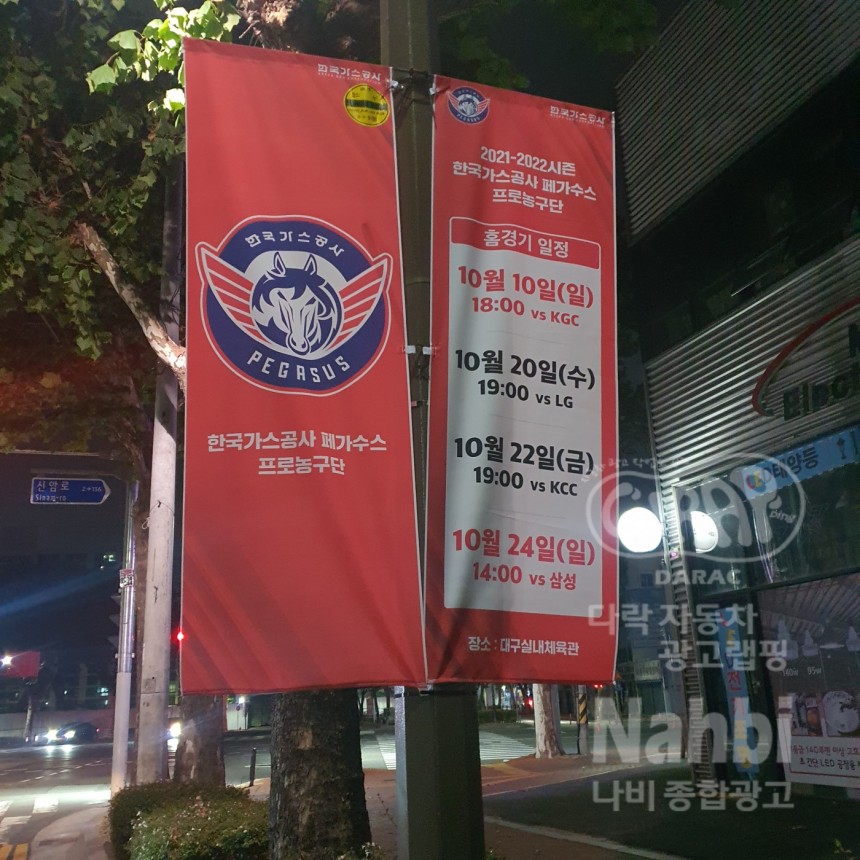 한국가스공사
한국가스공사
PEGASUS
한국가스공사 페가수스
프로농구단
한국가스공사
2021-2022시즌
한국가스공사 페가수스
프로농구단
홈경기 일정
10월 10일(일)
18:00 vs KGC
10월 20일(수)
19:00 vs LG
10월 22일(금)
19:00 vs KCC
10월 24일(일)
14:00 vs 삼성
장소 : 대구실내체육관
신암로
Sinam-ro
태양등
DARAC
다락 자동차
광고랩핑
Nahbi
나비 종합광고